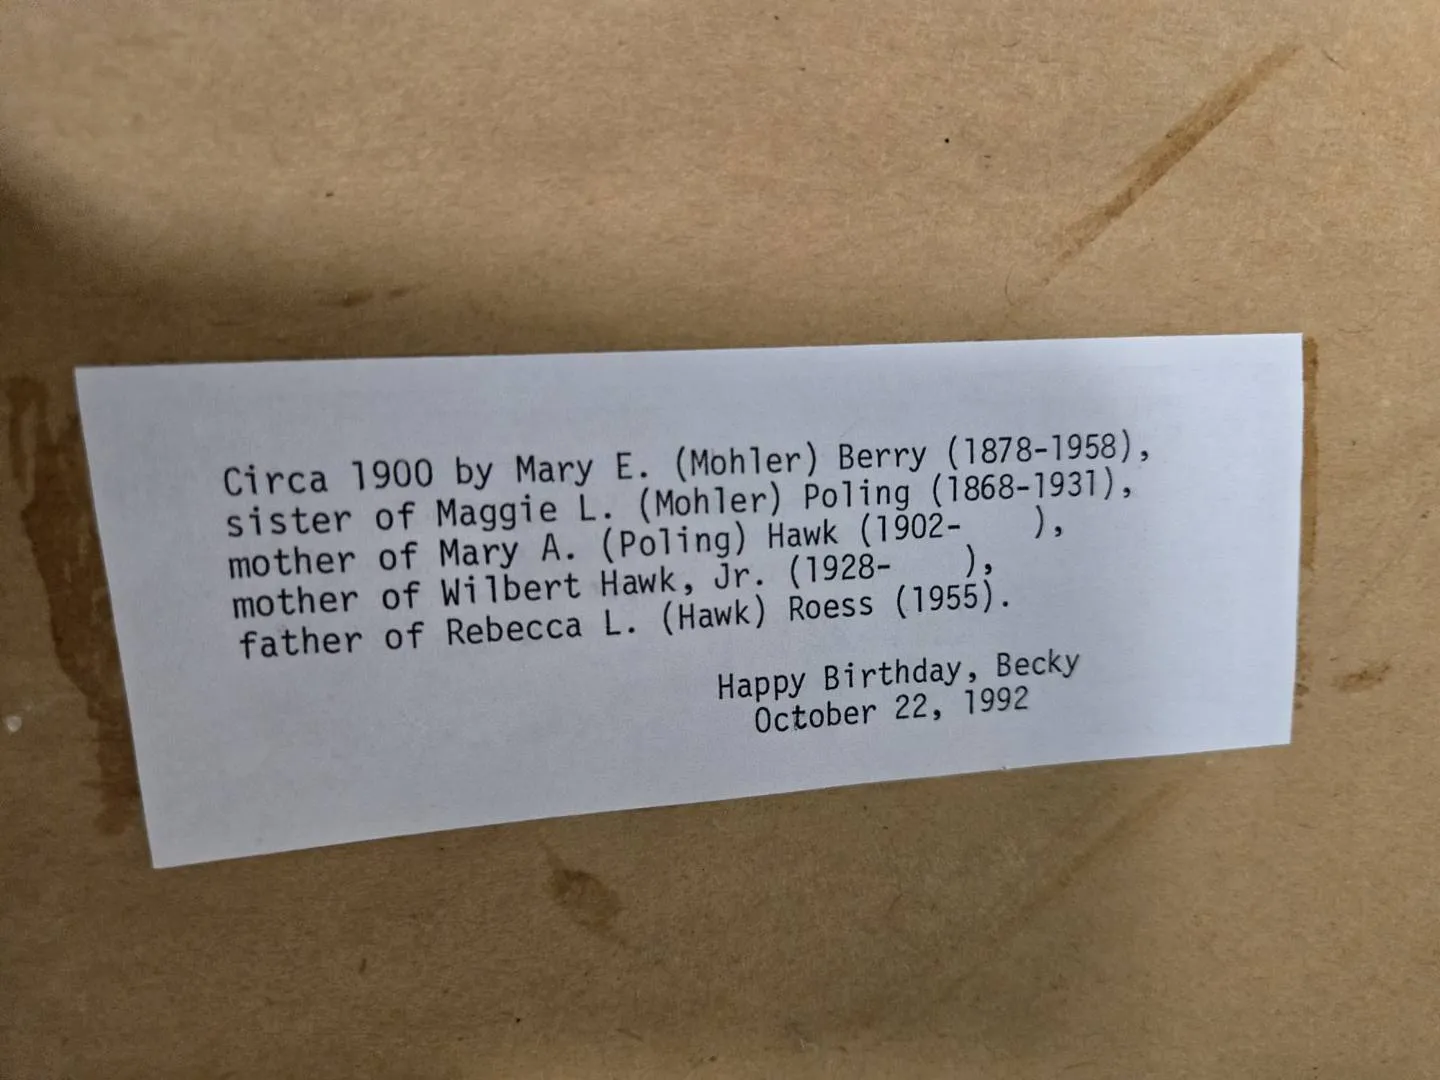 Circa 1900 by Mary E. (Mohler) Berry (1878-1958),
sister of Maggie L. (Mohler) Poling (1868-1931),
mother of Mary A. (Poling) Hawk (1902-    ),
mother of Wilbert Hawk, Jr. (1928-    ),
father of Rebecca L. (Hawk) Roess (1955).
Happy Birthday, Becky
October 22, 1992